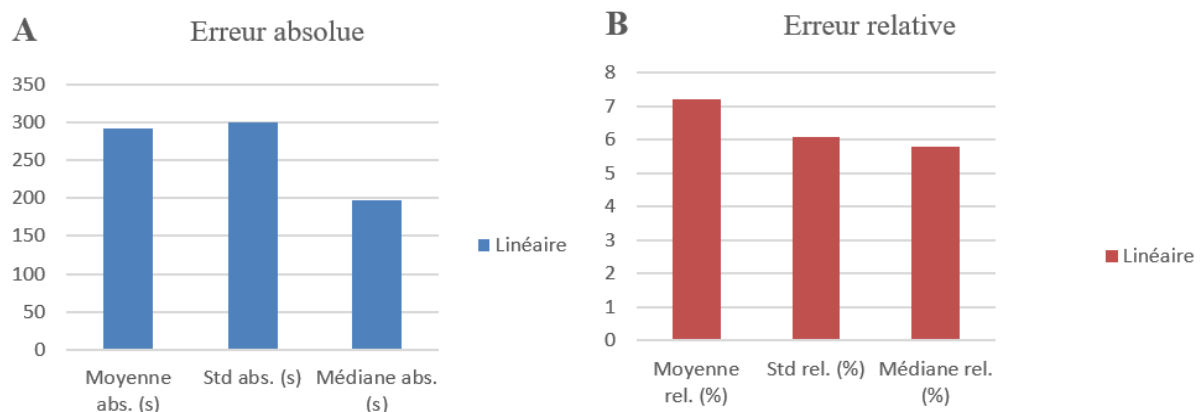 A
Erreur absolue
350
300
250
200
150
100
50
0
Moyenne
abs. (s)
Std abs. (s)
Médiane abs.
(s)
Linéaire
B
Erreur relative
8
7
6
5
4
3
2
1
0
Moyenne
rel. (%)
Std rel. (%)
Médiane rel.
(%)
Linéaire